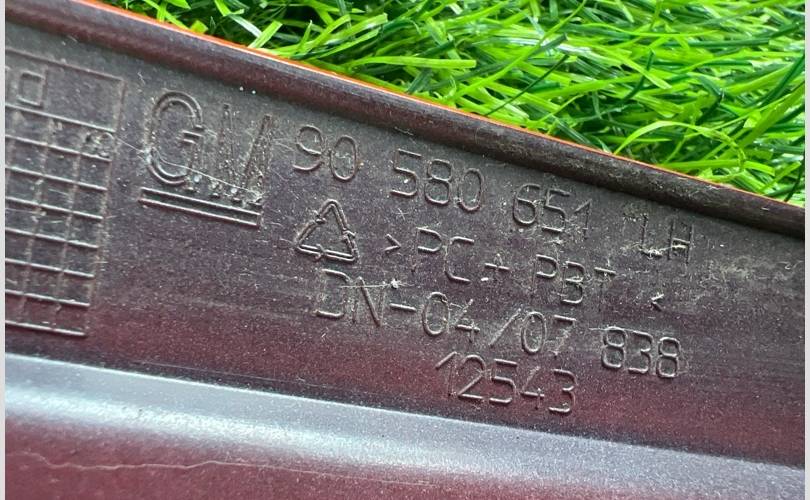 GM 90 580 651 LH
>PC+ PBT<
DN-04/07 838
12543